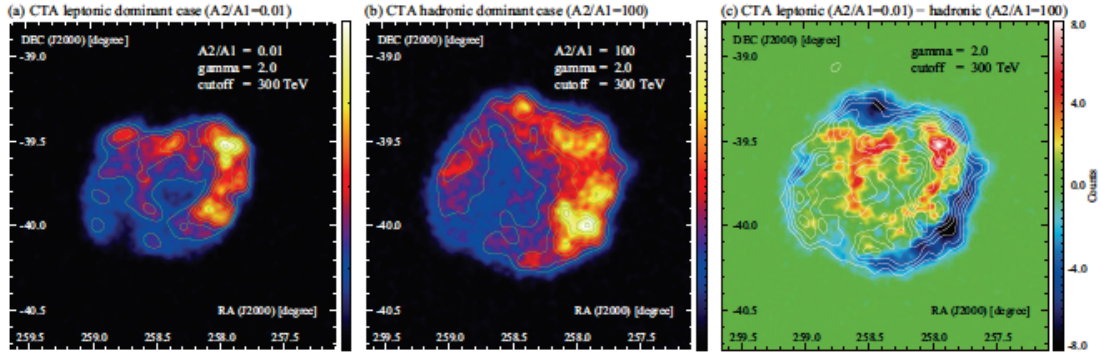 (a) CTA leptonic dominant case (A2/A1=0.01)
DEC (J2000) [degree]
A2/A1 = 0.01
gamma = 2.0
cutoff = 300 TeV
-39.0
-39.5
-40.0
-40.5
RA (J2000) [degree]
259.5 259.0 258.5 258.0 257.5
(b) CTA hadronic dominant case (A2/A1=100)
DEC (J2000) [degree]
A2/A1 = 100
gamma = 2.0
cutoff = 300 TeV
-39.0
-39.5
-40.0
-40.5
RA (J2000) [degree]
259.5 259.0 258.5 258.0 257.5
(c) CTA leptonic (A2/A1=0.01) − hadronic (A2/A1=100)
DEC (J2000) [degree]
gamma = 2.0
cutoff = 300 TeV
-39.0
-39.5
-40.0
-40.5
RA (J2000) [degree]
259.5 259.0 258.5 258.0 257.5
8.0
4.0
0.0
-4.0
-8.0
Counts